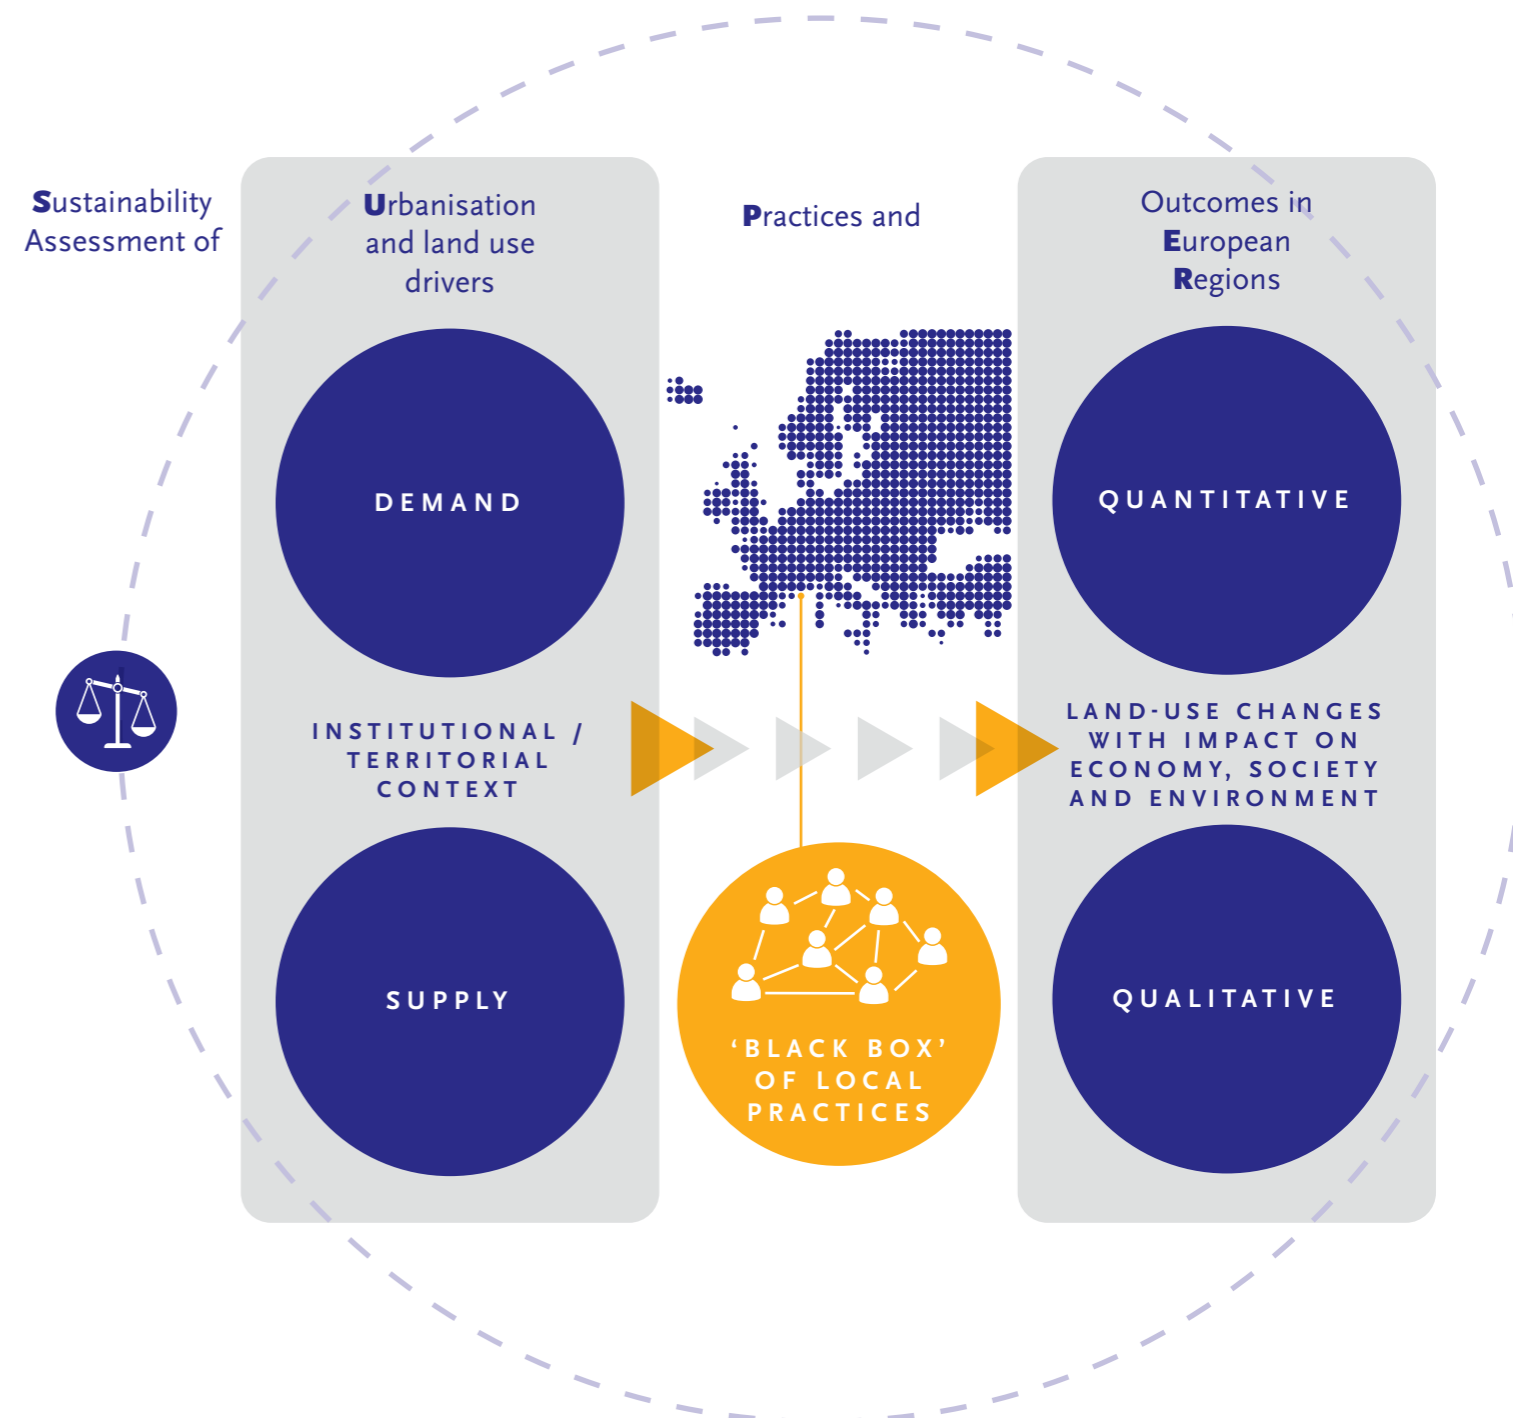 Sustainability
Assessment of
Urbanisation
and land use
drivers
Practices and
Outcomes in
European
Regions
DEMAND
INSTITUTIONAL /
TERRITORIAL
CONTEXT
SUPPLY
‘BLACK BOX’
OF LOCAL
PRACTICES
QUANTITATIVE
LAND-USE CHANGES
WITH IMPACT ON
ECONOMY, SOCIETY
AND ENVIRONMENT
QUALITATIVE